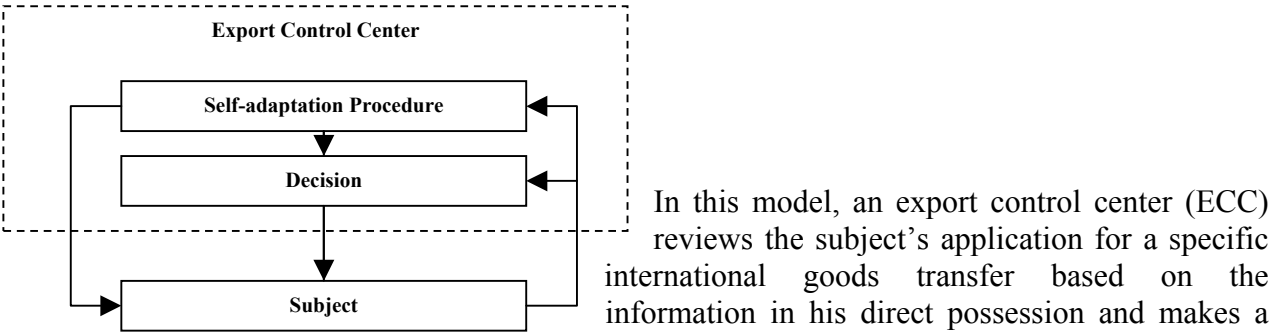 Export Control Center
Self-adaptation Procedure
Decision
Subject
In this model, an export control center (ECC)
reviews the subject’s application for a specific
international goods transfer based on the
information in his direct possession and makes a